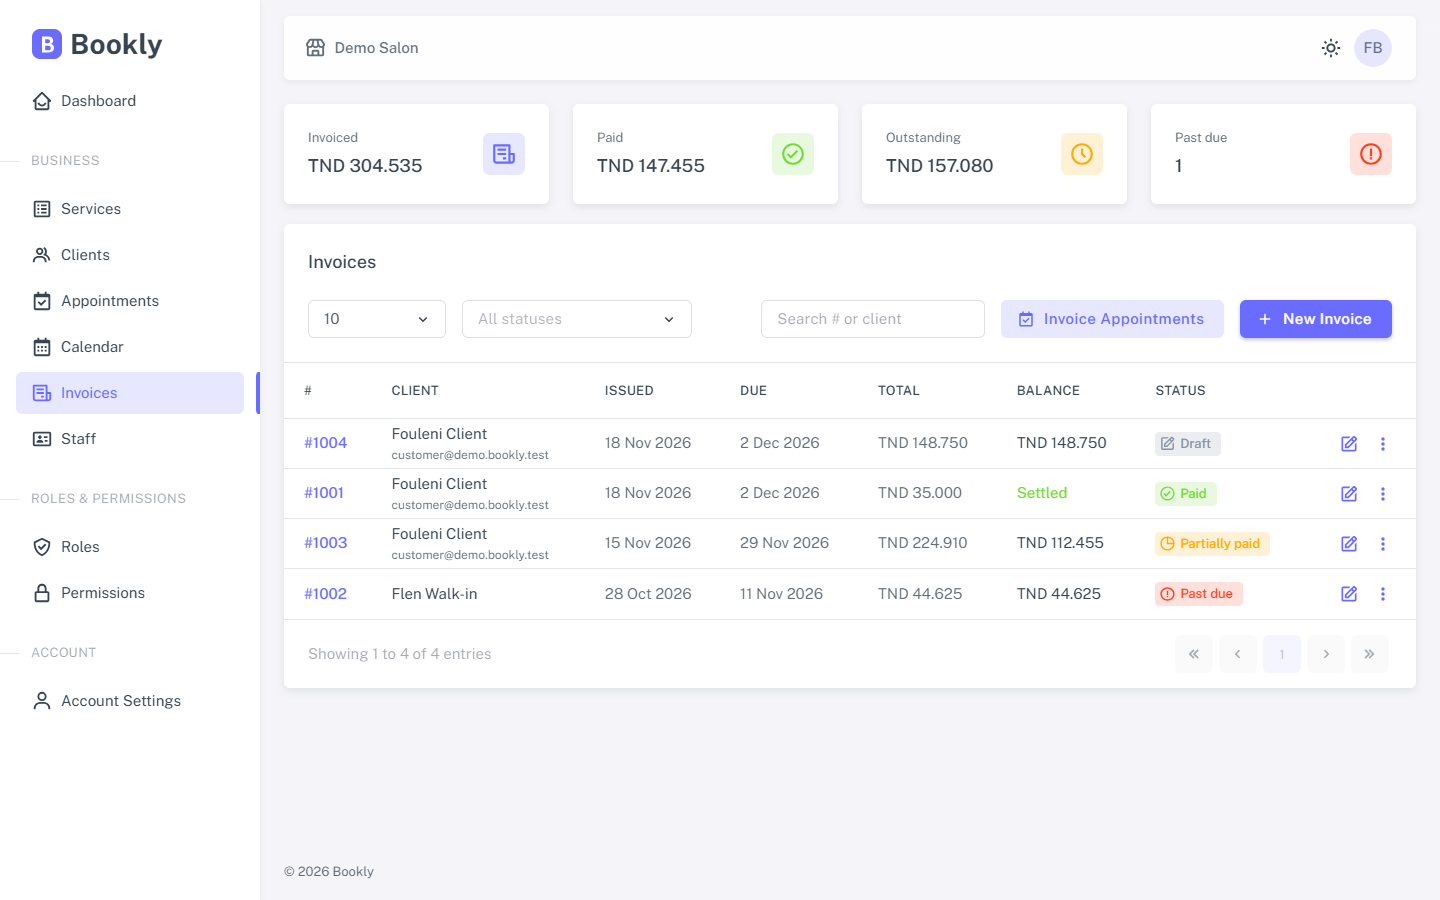 Bookly
Dashboard
BUSINESS
Services
Clients
Appointments
Calendar
Invoices
Staff
ROLES & PERMISSIONS
Roles
Permissions
ACCOUNT
Account Settings
Demo Salon
FB
Invoiced
TND 304.535
Paid
TND 147.455
Outstanding
TND 157.080
Past due
1
Invoices
10
All statuses
Search # or client
Invoice Appointments
New Invoice
# CLIENT ISSUED DUE TOTAL BALANCE STATUS
#1004 Fouleni Client 18 Nov 2026 2 Dec 2026 TND 148.750 TND 148.750 Draft
customer@demo.bookly.test
#1001 Fouleni Client 18 Nov 2026 2 Dec 2026 TND 35.000 Settled Paid
customer@demo.bookly.test
#1003 Fouleni Client 15 Nov 2026 29 Nov 2026 TND 224.910 TND 112.455 Partially paid
customer@demo.bookly.test
#1002 Flen Walk-in 28 Oct 2026 11 Nov 2026 TND 44.625 TND 44.625 Past due
Showing 1 to 4 of 4 entries
1
© 2026 Bookly